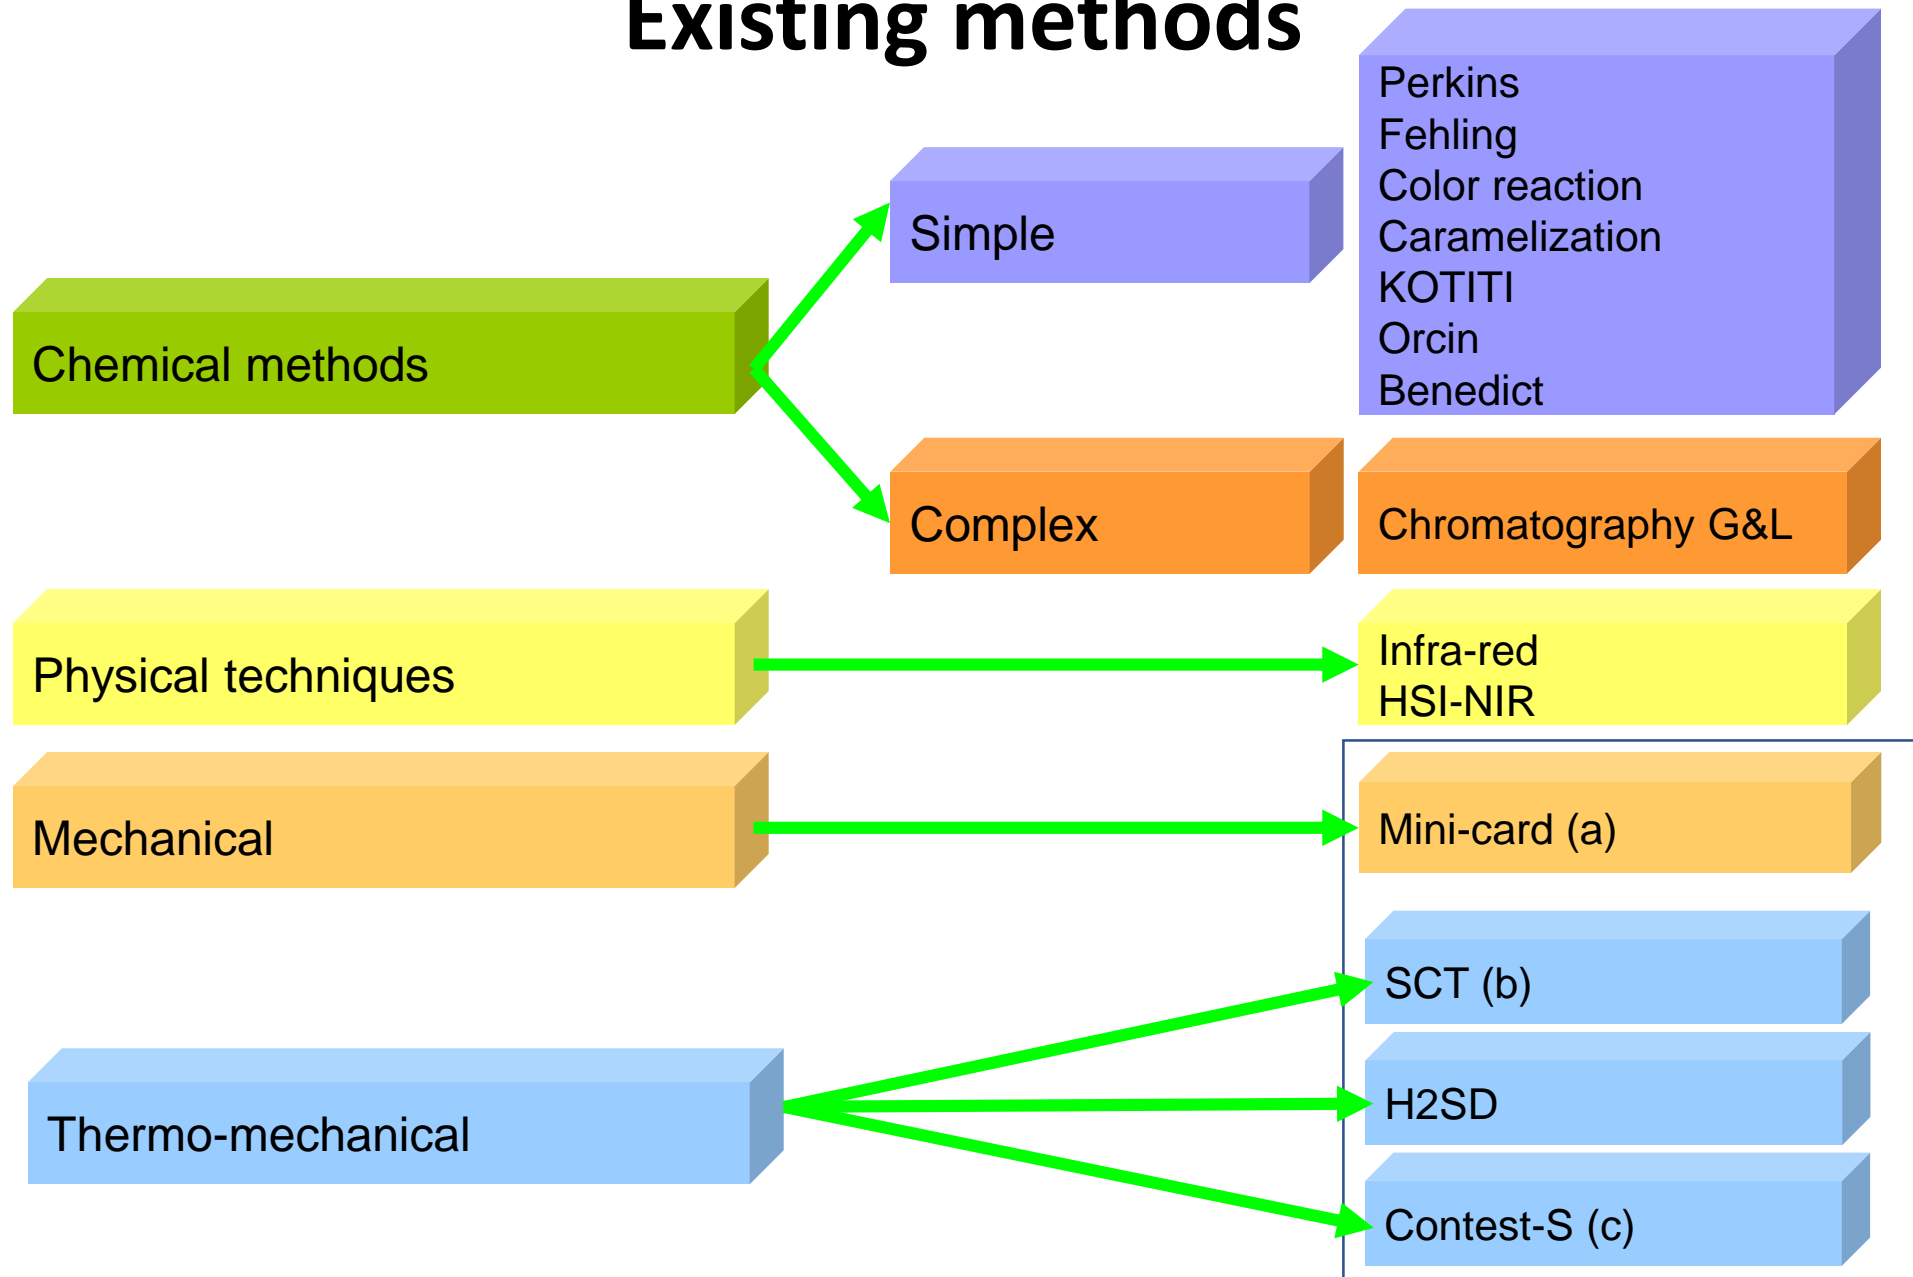 Existing methods
Perkins
Fehling
Color reaction
Caramelization
KOTITI
Orcin
Benedict
Simple
Chemical methods
Complex
Chromatography G&L
Physical techniques
Infra-red
HSI-NIR
Mechanical
Mini-card (a)
SCT (b)
Thermo-mechanical
H2SD
Contest-S (c)